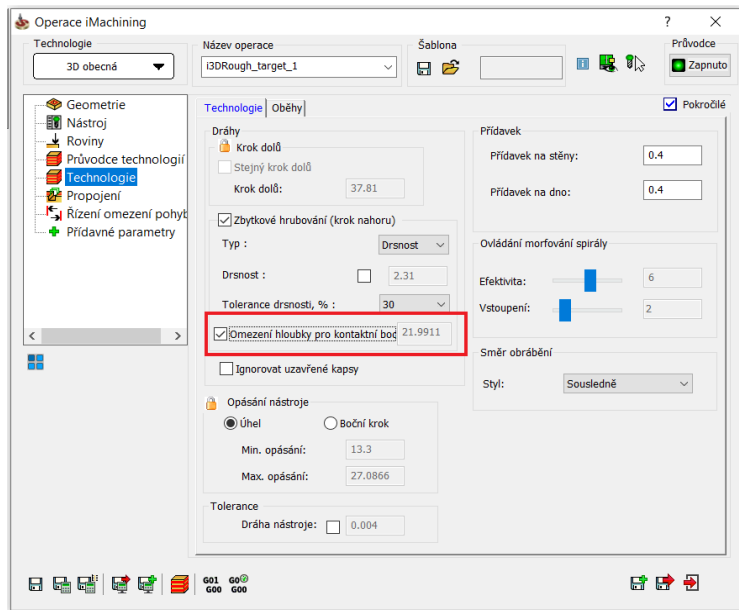 Operace iMachining
Technologie
3D obecná
Název operace
i3DRough_target_1
Šablona
Průvodce
Zapnuto
Geometrie
Nástroj
Roviny
Průvodce technologií
Technologie
Propojení
Řízení omezení pohyb
Přídavné parametry
Technologie Oběhy
Pokročilé
Dráhy
Krok dolů
Stejný krok dolů
Krok dolů: 37.81
Zbytkové hrubování (krok nahoru)
Typ : Drsnost
Drsnost : 2.31
Tolerance drsnosti, % : 30
Omezení hloubky pro kontaktní bod 21.9911
Ignorovat uzavřené kapsy
Opásání nástroje
Úhel Boční krok
Min. opásání: 13.3
Max. opásání: 27.0866
Tolerance
Dráha nástroje: 0.004
Přídavek
Přídavek na stěny: 0.4
Přídavek na dno: 0.4
Ovládání morfování spirály
Efektivita: 6
Vstoupení: 2
Směr obrábění
Styl: Sousledně
G01 G00
G00 G00